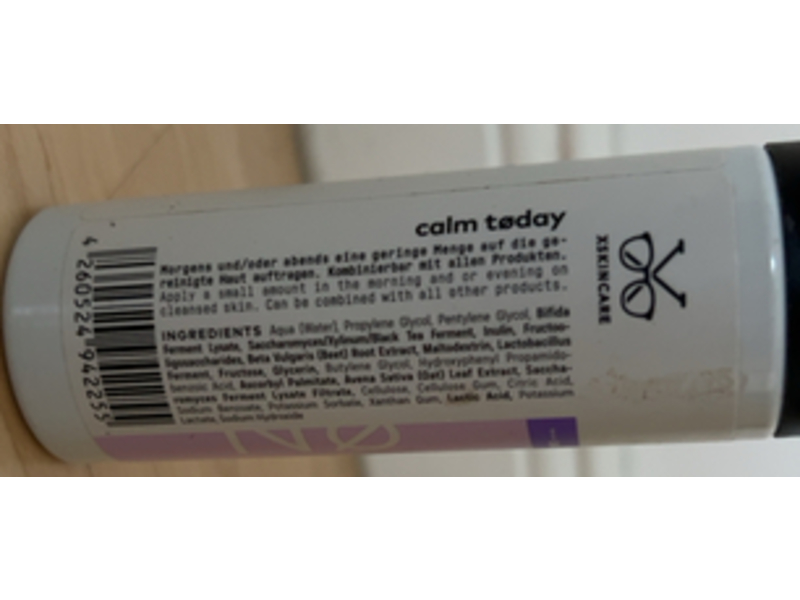 calm tøday
Morgens und/oder abends eine geringe Menge auf die ge-
reinigte Haut auftragen. Kombinierbar mit allen Produkten.
Apply a small amount in the morning and or evening on
cleansed skin. Can be combined with all other products.
INGREDIENTS Aqua (Water), Propylene Glycol, Pentylene Glycol, Bifida
Ferment Lysate, Saccharomyces/Xylinum/Black Tea Ferment, Inulin, Fructoo-
ligosaccharides, Beta Vulgaris (Beet) Root Extract, Maltodextrin, Lactobacillus
Ferment, Fructose, Glycerin, Butylene Glycol, Hydroxyphenyl Propamido-
benzoic Acid, Ascorbyl Palmitate, Avena Sativa (Oat) Leaf Extract, Saccha-
romyces Ferment Lysate Filtrate, Cellulose, Cellulose Gum, Citric Acid,
Sodium Benzoate, Potassium Sorbate, Xanthan Gum, Lactic Acid, Potassium
Lactate, Sodium Hydroxide
XSKINCARE
4 260524 942255